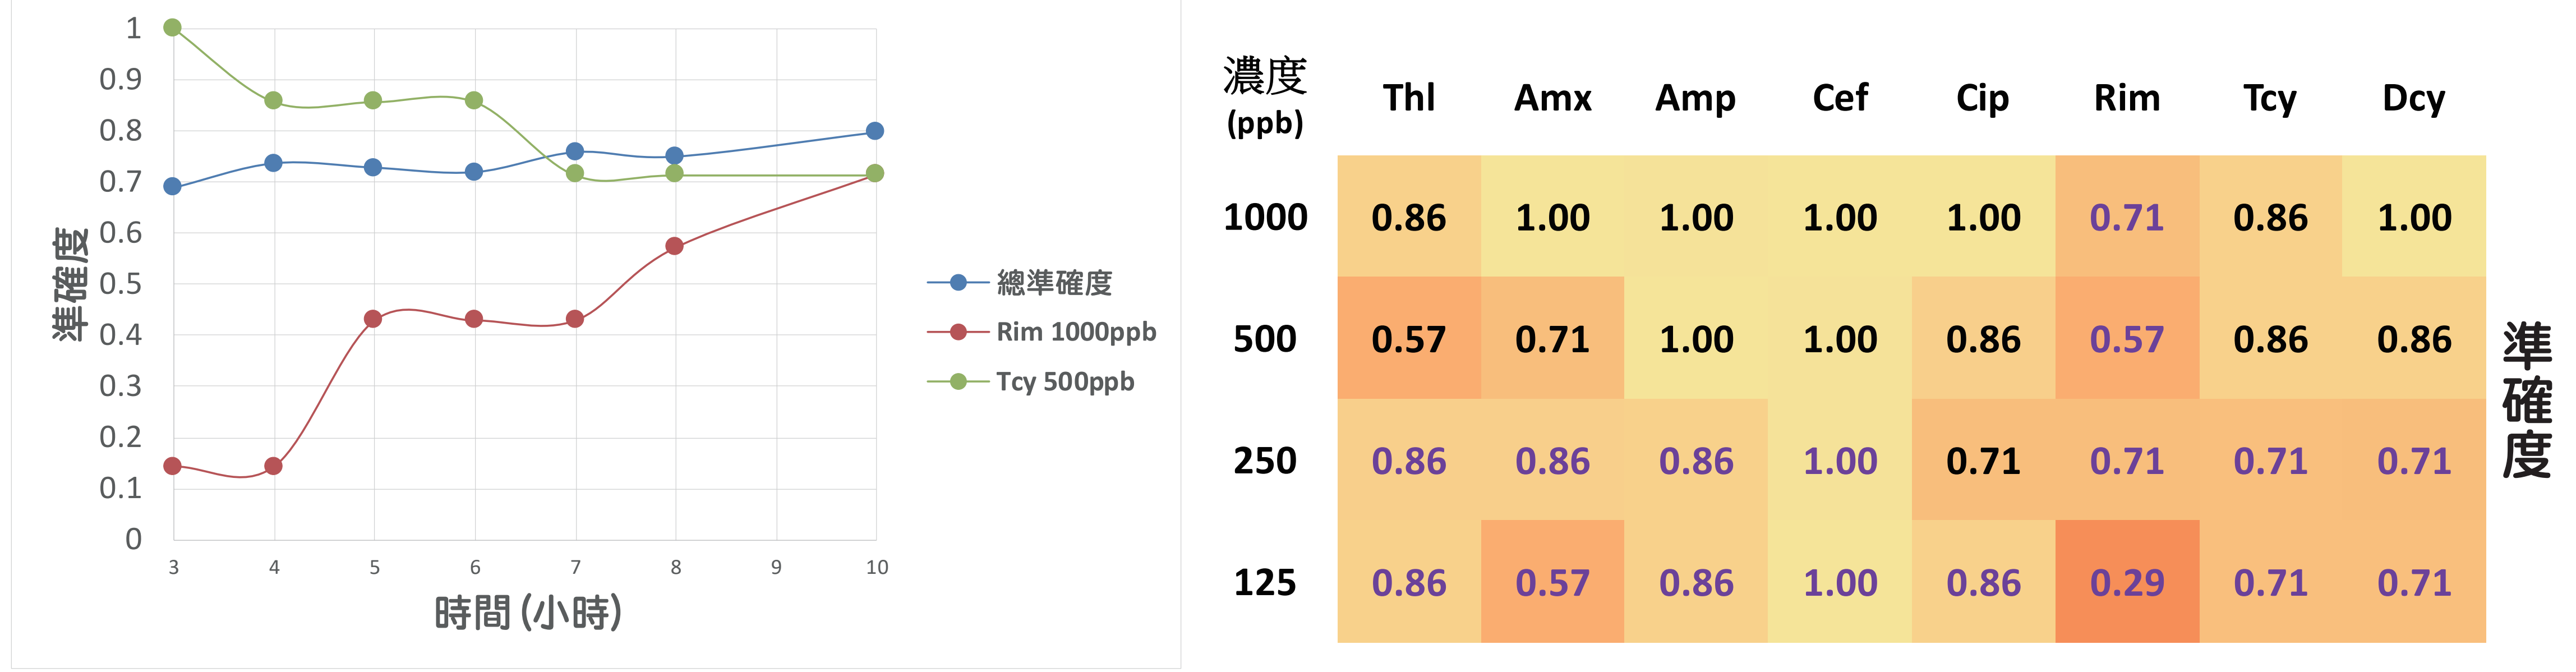 1
0.9
0.8
0.7
0.6
0.5
0.4
0.3
0.2
0.1
0
準確度
3 4 5 6 7 8 9 10
時間(小時)
總準確度
Rim 1000ppb
Tcy 500ppb
濃度
(ppb)
Thl Amx Amp Cef Cip Rim Tcy Dcy
1000 0.86 1.00 1.00 1.00 1.00 0.71 0.86 1.00
500 0.57 0.71 1.00 1.00 0.86 0.57 0.86 0.86
250 0.86 0.86 0.86 1.00 0.71 0.71 0.71 0.71
125 0.86 0.57 0.86 1.00 0.86 0.29 0.71 0.71
準確度